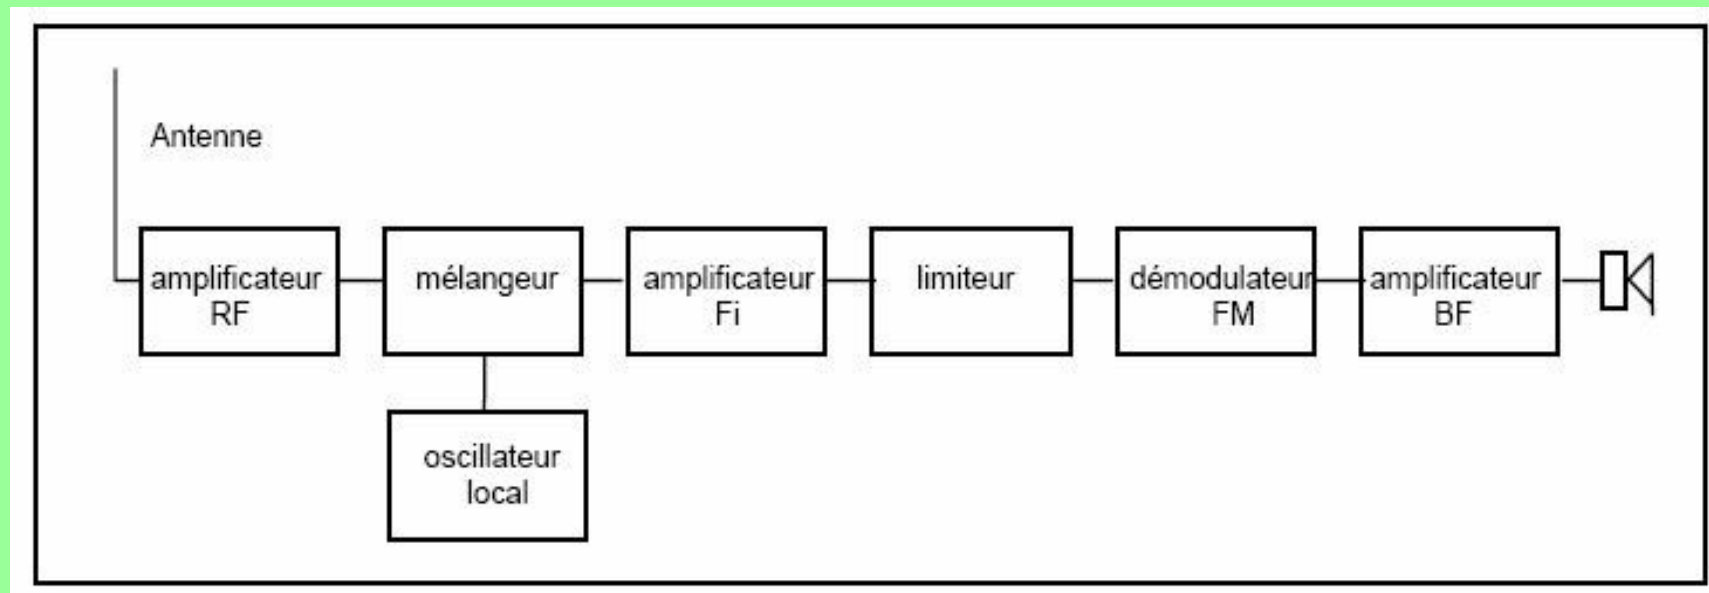 Antenne
amplificateur
RF
mélangeur
amplificateur
Fi
limiteur
démodulateur
FM
amplificateur
BF
oscillateur
local